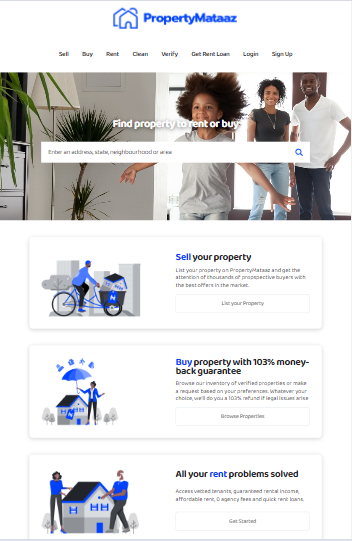 PropertyMataaz
Sell Buy Rent Clean Verify Get Rent Loan Login Sign Up
Find property to rent or buy
Enter an address, state, neighbourhood or area
Sell your property
List your property on PropertyMataaz and get the
attention of thousands of propspective buyers with
the best offers in the market.
List your Property
Buy property with 103% money-
back guarantee
Browse our inventory of verified properties or make
a request based on your preferences. Whatever your
choice, we'll do you a 103% refund if legal issues arise
Browse Properties
All your rent problems solved
Access vetted tenants, guaranteed rental income,
affordable rent, 0 agency fees and quick rent loans.
Get Started